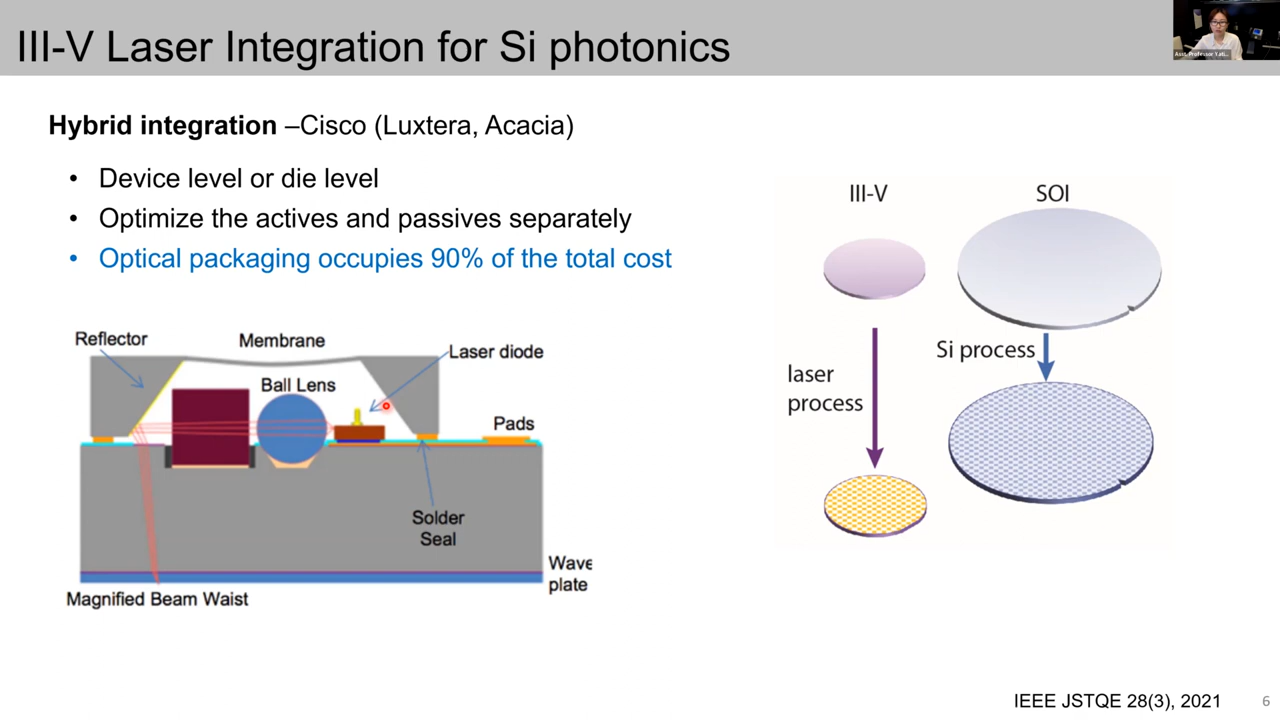 III-V Laser Integration for Si photonics
Hybrid integration –Cisco (Luxtera, Acacia)
• Device level or die level
• Optimize the actives and passives separately
• Optical packaging occupies 90% of the total cost
Reflector
Membrane
Laser diode
Ball Lens
Pads
Solder
Seal
Wave
plate
Magnified Beam Waist
III-V
SOI
Si process
laser
process
IEEE JSTQE 28(3), 2021
6